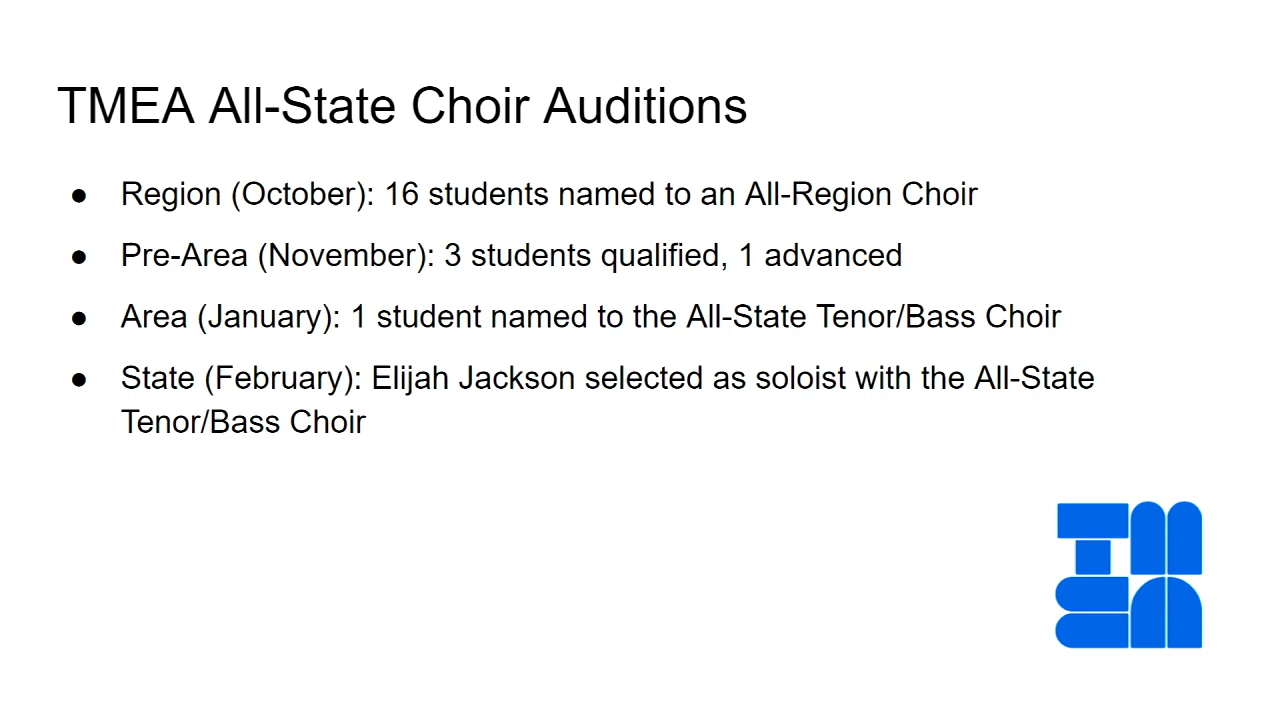 TMEA All-State Choir Auditions
● Region (October): 16 students named to an All-Region Choir
● Pre-Area (November): 3 students qualified, 1 advanced
● Area (January): 1 student named to the All-State Tenor/Bass Choir
● State (February): Elijah Jackson selected as soloist with the All-State
Tenor/Bass Choir
TM
EA